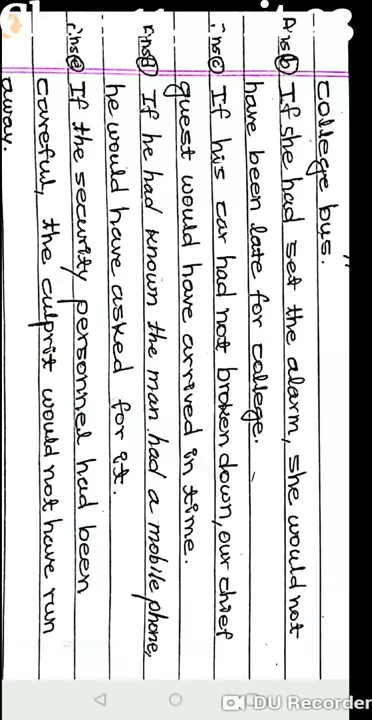 college bus.
Ans(b) If she had set the alarm, she would not
have been late for college.
Ans(c) If his car had not broken down, our chief
guest would have arrived in time.
Ans(d) If he had known the man had a mobile phone,
he would have asked for it.
Ans(e) If the security personnel had been
careful, the culprit would not have run
away.
DU Recorder